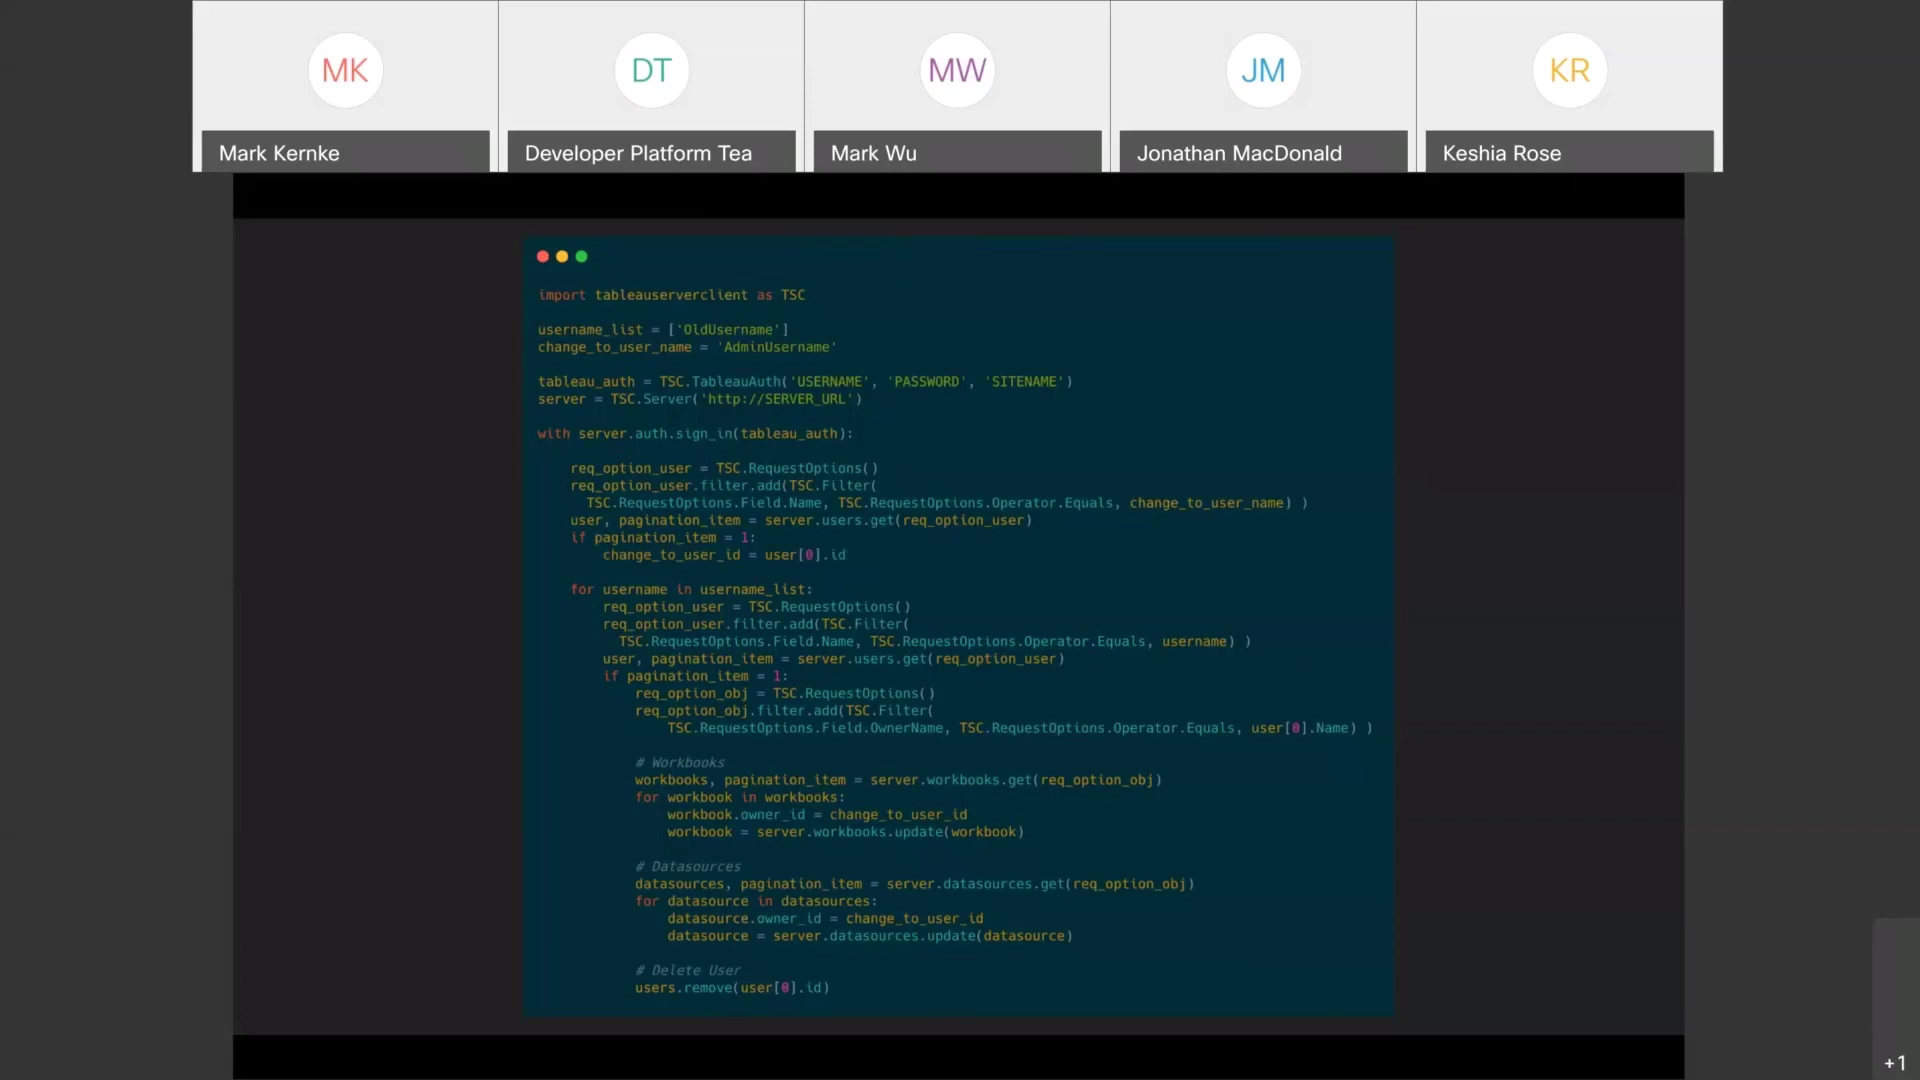 MK
DT
MW
JM
KR
Mark Kernke
Developer Platform Tea
Mark Wu
Jonathan MacDonald
Keshia Rose
import tableauserverclient as TSC
username_list = ['OldUsername']
change_to_user_name = 'AdminUsername'
tableau_auth = TSC.TableauAuth('USERNAME', 'PASSWORD', 'SITENAME')
server = TSC.Server('http://SERVER_URL')
with server.auth.sign_in(tableau_auth):
req_option_user = TSC.RequestOptions()
req_option_user.filter.add(TSC.Filter(
TSC.RequestOptions.Field.Name, TSC.RequestOptions.Operator.Equals, change_to_user_name) )
user, pagination_item = server.users.get(req_option_user)
if pagination_item = 1:
change_to_user_id = user[0].id
for username in username_list:
req_option_user = TSC.RequestOptions()
req_option_user.filter.add(TSC.Filter(
TSC.RequestOptions.Field.Name, TSC.RequestOptions.Operator.Equals, username) )
user, pagination_item = server.users.get(req_option_user)
if pagination_item = 1:
req_option_obj = TSC.RequestOptions()
req_option_obj.filter.add(TSC.Filter(
TSC.RequestOptions.Field.OwnerName, TSC.RequestOptions.Operator.Equals, user[0].Name) )
# Workbooks
workbooks, pagination_item = server.workbooks.get(req_option_obj)
for workbook in workbooks:
workbook.owner_id = change_to_user_id
workbook = server.workbooks.update(workbook)
# Datasources
datasources, pagination_item = server.datasources.get(req_option_obj)
for datasource in datasources:
datasource.owner_id = change_to_user_id
datasource = server.datasources.update(datasource)
# Delete User
users.remove(user[0].id)
+1